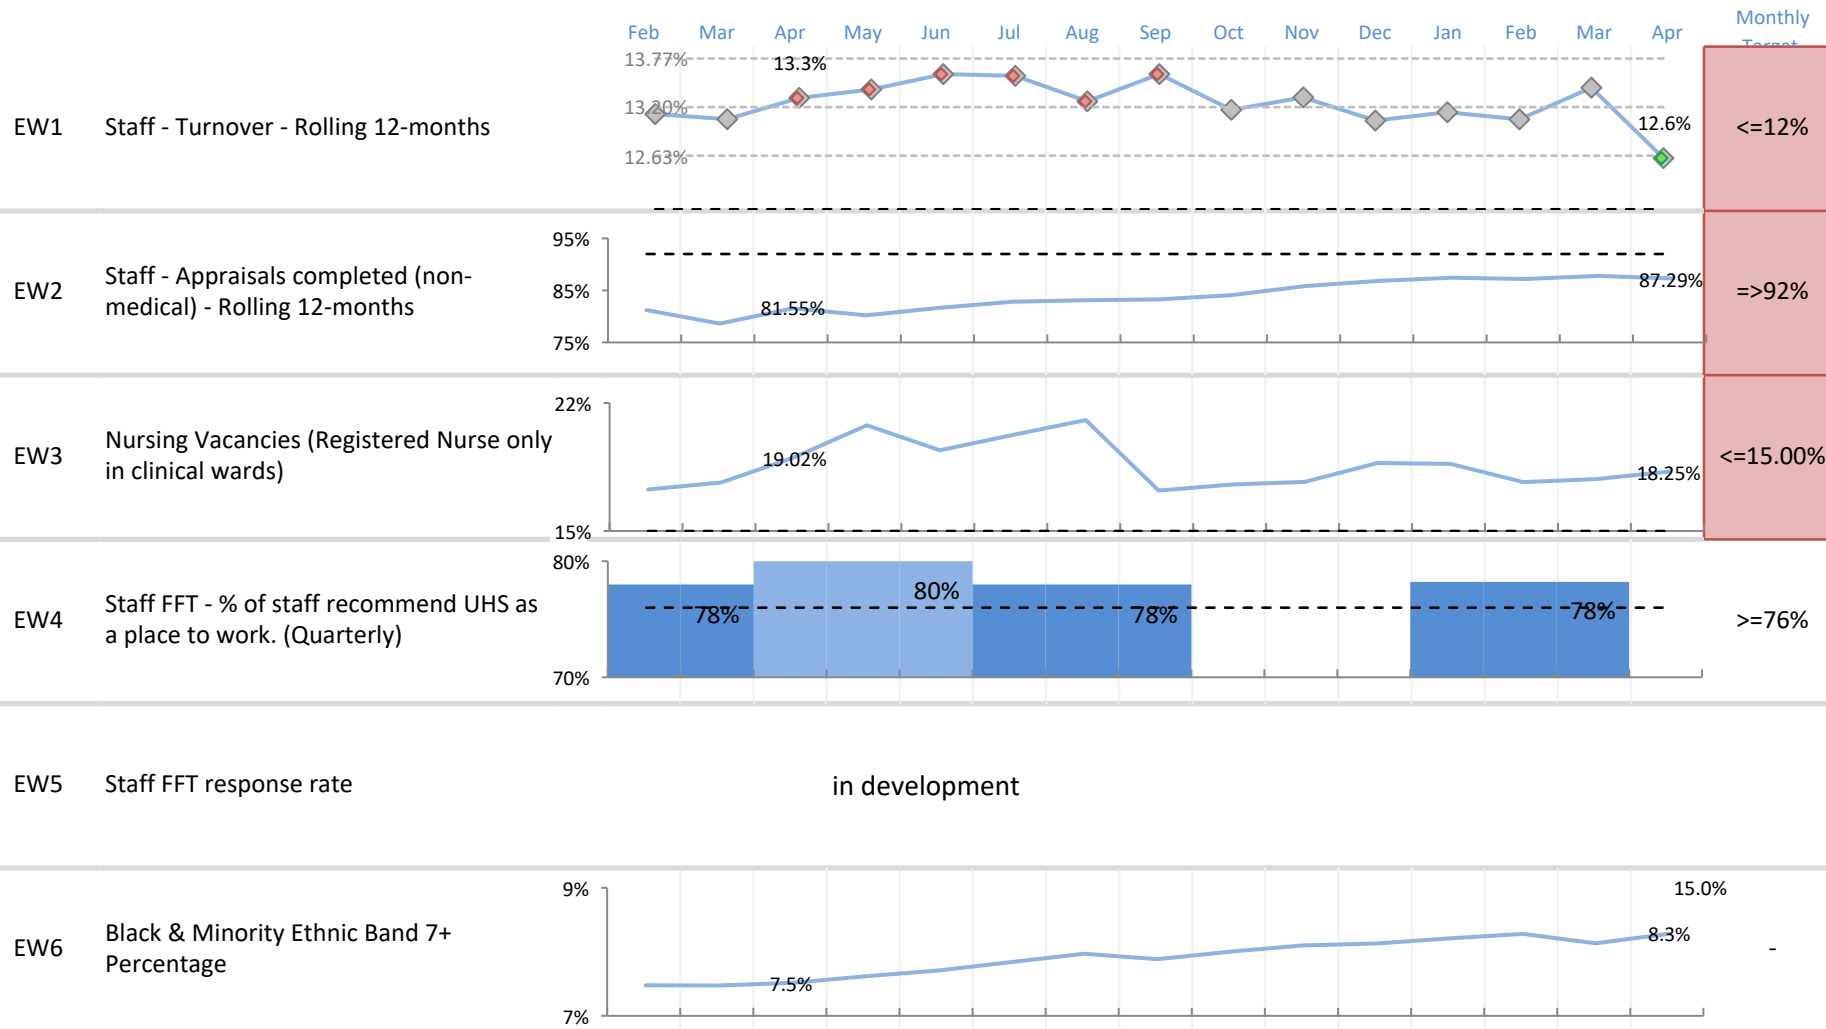 Monthly
Feb Mar Apr May Jun Jul Aug Sep Oct Nov Dec Jan Feb Mar Apr
Target
13.77%
13.3%
13.20%
12.6%
12.63%
EW1 Staff - Turnover - Rolling 12-months <=12%
95%
EW2 Staff - Appraisals completed (non-
medical) - Rolling 12-months
85%
81.55%
87.29%
=>92%
75%
22%
EW3 Nursing Vacancies (Registered Nurse only
in clinical wards)
19.02%
18.25%
<=15.00%
15%
80%
EW4 Staff FFT - % of staff recommend UHS as
a place to work. (Quarterly)
78%
80%
78%
78%
>=76%
70%
EW5 Staff FFT response rate in development
9%
15.0%
EW6 Black & Minority Ethnic Band 7+
Percentage
7.5%
8.3%
-
7%